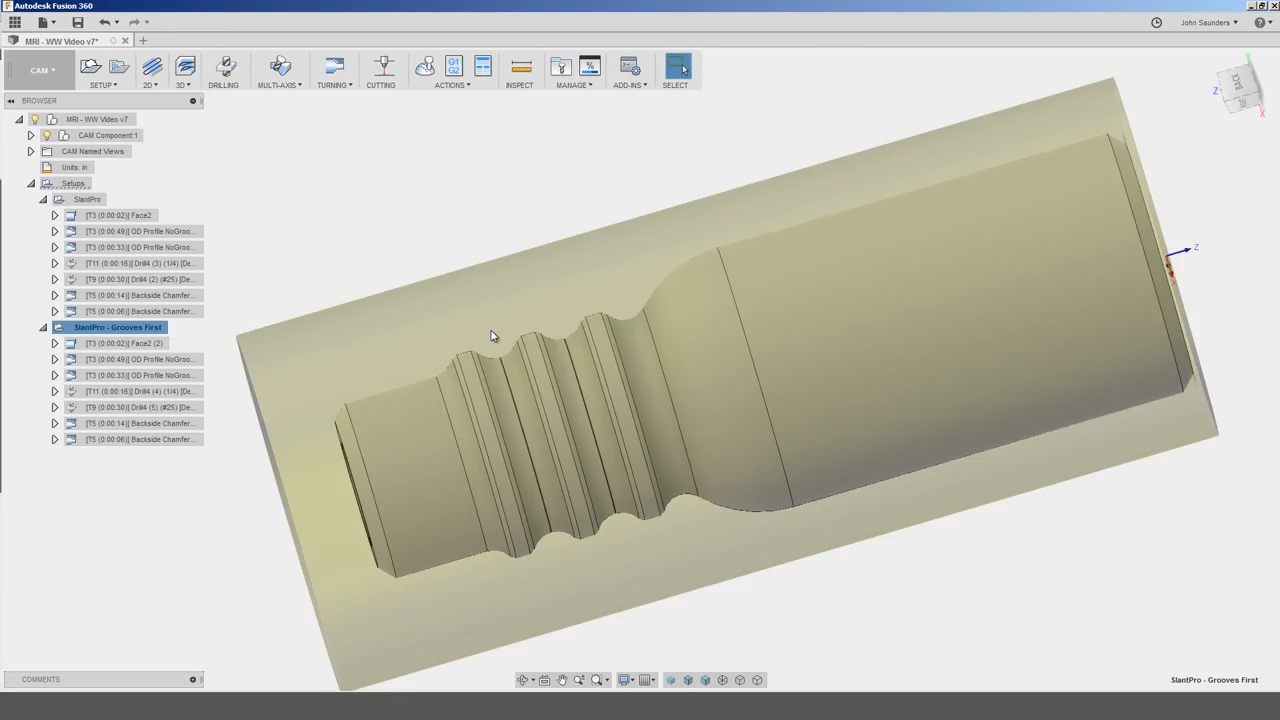 Autodesk Fusion 360
John Saunders
MRI - WW Video v7*
CAM
SETUP
2D
3D
DRILLING
MULTI-AXIS
TURNING
CUTTING
G1
G2
ACTIONS
INSPECT
MANAGE
ADD-INS
SELECT
BROWSER
MRI - WW Video v7
CAM Component:1
CAM Named Views
Units: in
Setups
SlantPro
[T3 (0:00:02)] Face2
[T3 (0:00:49)] OD Profile NoGroo...
[T3 (0:00:33)] OD Profile NoGroo...
[T11 (0:00:16)] Drill4 (3) (1/4) [De...
[T9 (0:00:30)] Drill4 (2) (#25) [De...
[T5 (0:00:14)] Backside Chamfer...
[T5 (0:00:06)] Backside Chamfer...
SlantPro - Grooves First
[T3 (0:00:02)] Face2 (2)
[T3 (0:00:49)] OD Profile NoGroo...
[T3 (0:00:33)] OD Profile NoGroo...
[T11 (0:00:16)] Drill4 (4) (1/4) [De...
[T9 (0:00:30)] Drill4 (5) (#25) [De...
[T5 (0:00:14)] Backside Chamfer...
[T5 (0:00:06)] Backside Chamfer...
BACK
Z
X
Z
COMMENTS
SlantPro - Grooves First